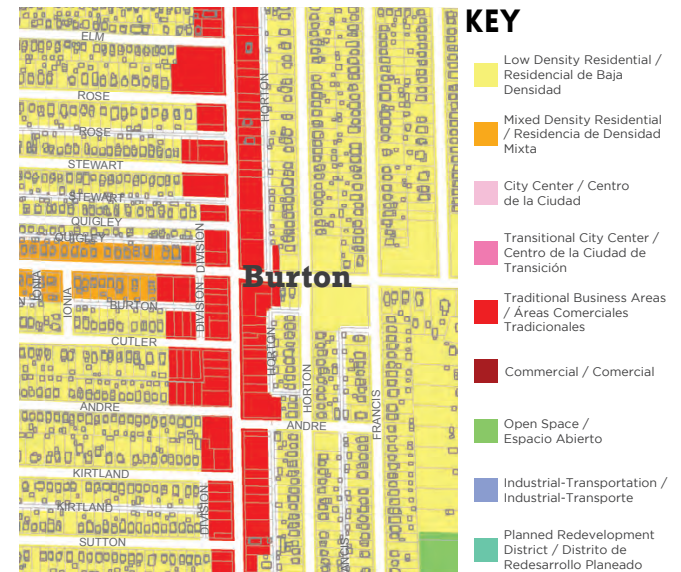 KEY
Low Density Residential /
Residencial de Baja
Densidad
Mixed Density Residential
/ Residencia de Densidad
Mixta
City Center / Centro
de la Ciudad
Transitional City Center /
Centro de la Ciudad de
Transición
Traditional Business Areas
/ Áreas Comerciales
Tradicionales
Commercial / Comercial
Open Space /
Espacio Abierto
Industrial-Transportation /
Industrial-Transporte
Planned Redevelopment
District / Distrito de
Redesarrollo Planeado
ELM
HORTON
ROSE
ROSE
STEWART
STEWART
QUIGLEY
QUIGLEY
DIVISION
Burton
IONIA
IONIA
BURTON
DIVISION
CUTLER
HORTON
HORTON
FRANCIS
ANDRE
ANDRE
KIRTLAND
KIRTLAND
DIVISION
SUTTON